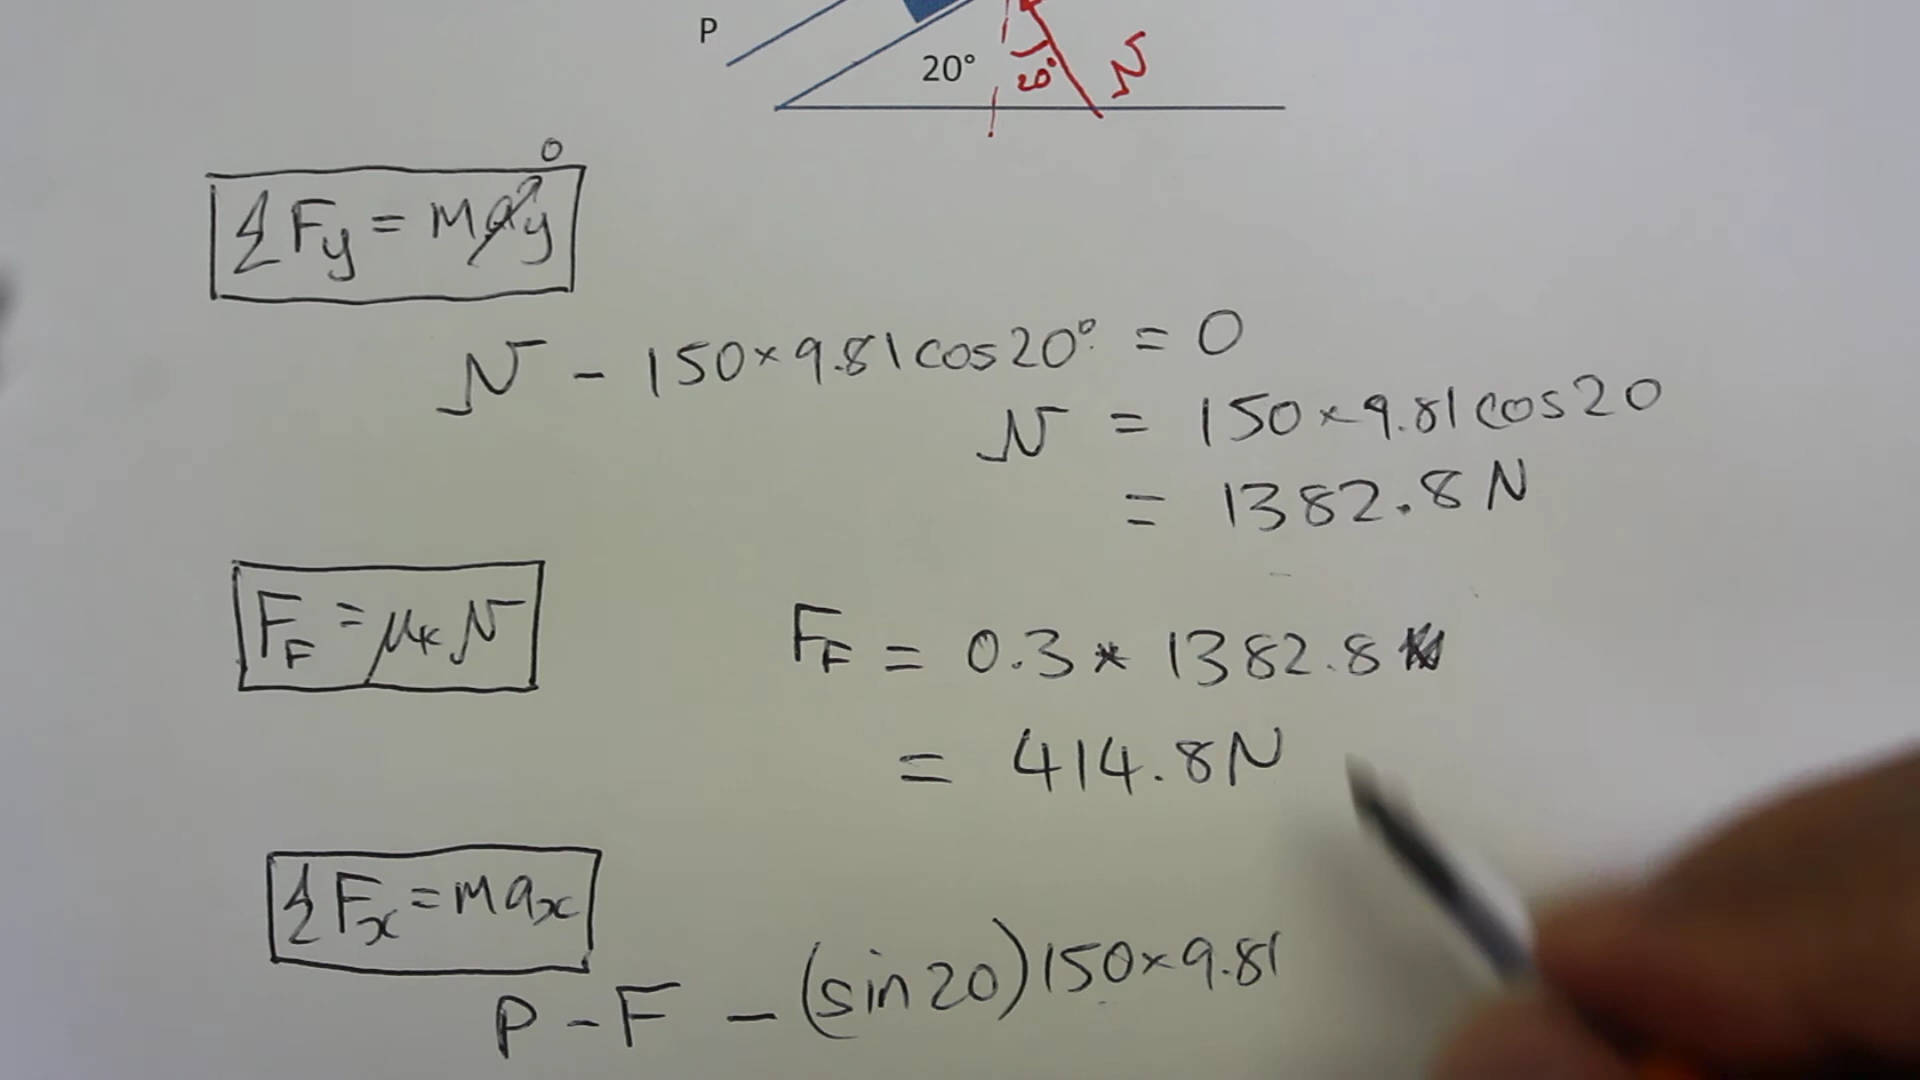 P
20°
20°
N
0
ΣFy = may
N - 150×9.81cos20° = 0
N = 150×9.81cos20
= 1382.8N
FF = μkN
FF = 0.3 * 1382.8
= 414.8N
ΣFx = max
P - F - (sin20)150×9.81